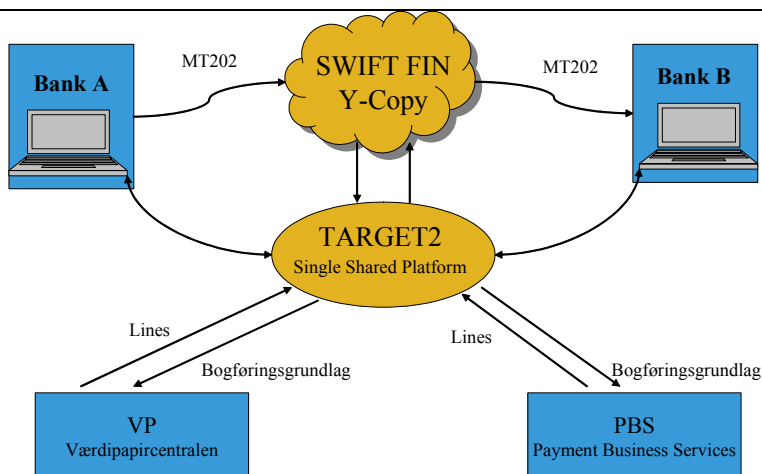 MT202
SWIFT FIN
Y-Copy
MT202
Bank A
Bank B
TARGET2
Single Shared Platform
Lines
Bogføringsgrundlag
Lines
Bogføringsgrundlag
VP
Værdipapircentralen
PBS
Payment Business Services